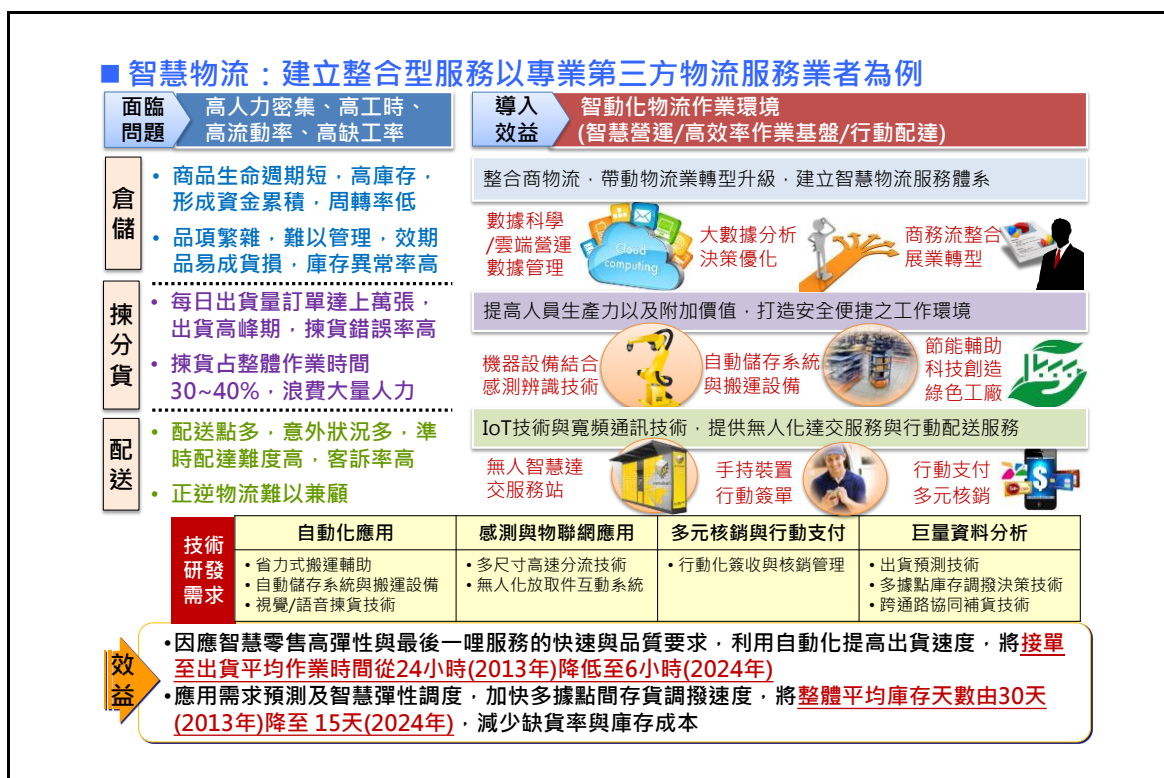 ■ 智慧物流：建立整合型服務以專業第三方物流服務業者為例
面臨
問題
高人力密集、高工時、
高流動率、高缺工率
導入
效益
智動化物流作業環境
(智慧營運/高效率作業基盤/行動配達)
倉儲
• 商品生命週期短，高庫存，
形成資金累積，周轉率低
• 品項繁雜，難以管理，效期
品易成貨損，庫存異常率高
整合商物流，帶動物流業轉型升級，建立智慧物流服務體系
數據科學
/雲端營運
數據管理
Cloud
computing
大數據分析
決策優化
商務流整合
展業轉型
揀分貨
• 每日出貨量訂單達上萬張，
出貨高峰期，揀貨錯誤率高
• 揀貨占整體作業時間
30~40%，浪費大量人力
提高人員生產力以及附加價值，打造安全便捷之工作環境
機器設備結合
感測辨識技術
自動儲存系統
與搬運設備
節能輔助
科技創造
綠色工廠
配送
• 配送點多，意外狀況多，準
時配達難度高，客訴率高
• 正逆物流難以兼顧
IoT技術與寬頻通訊技術，提供無人化達交服務與行動配送服務
無人智慧達
交服務站
手持裝置
行動簽單
行動支付
多元核銷
$
技術
研發
需求
自動化應用
• 省力式搬運輔助
• 自動儲存系統與搬運設備
• 視覺/語音揀貨技術
感測與物聯網應用
• 多尺寸高速分流技術
• 無人化放取件互動系統
多元核銷與行動支付
• 行動化簽收與核銷管理
巨量資料分析
• 出貨預測技術
• 多據點庫存調撥決策技術
• 跨通路協同補貨技術
效益
•因應智慧零售高彈性與最後一哩服務的快速與品質要求，利用自動化提高出貨速度，將接單
至出貨平均作業時間從24小時(2013年)降低至6小時(2024年)
•應用需求預測及智慧彈性調度，加快多據點間存貨調撥速度，將整體平均庫存天數由30天
(2013年)降至 15天(2024年)，減少缺貨率與庫存成本